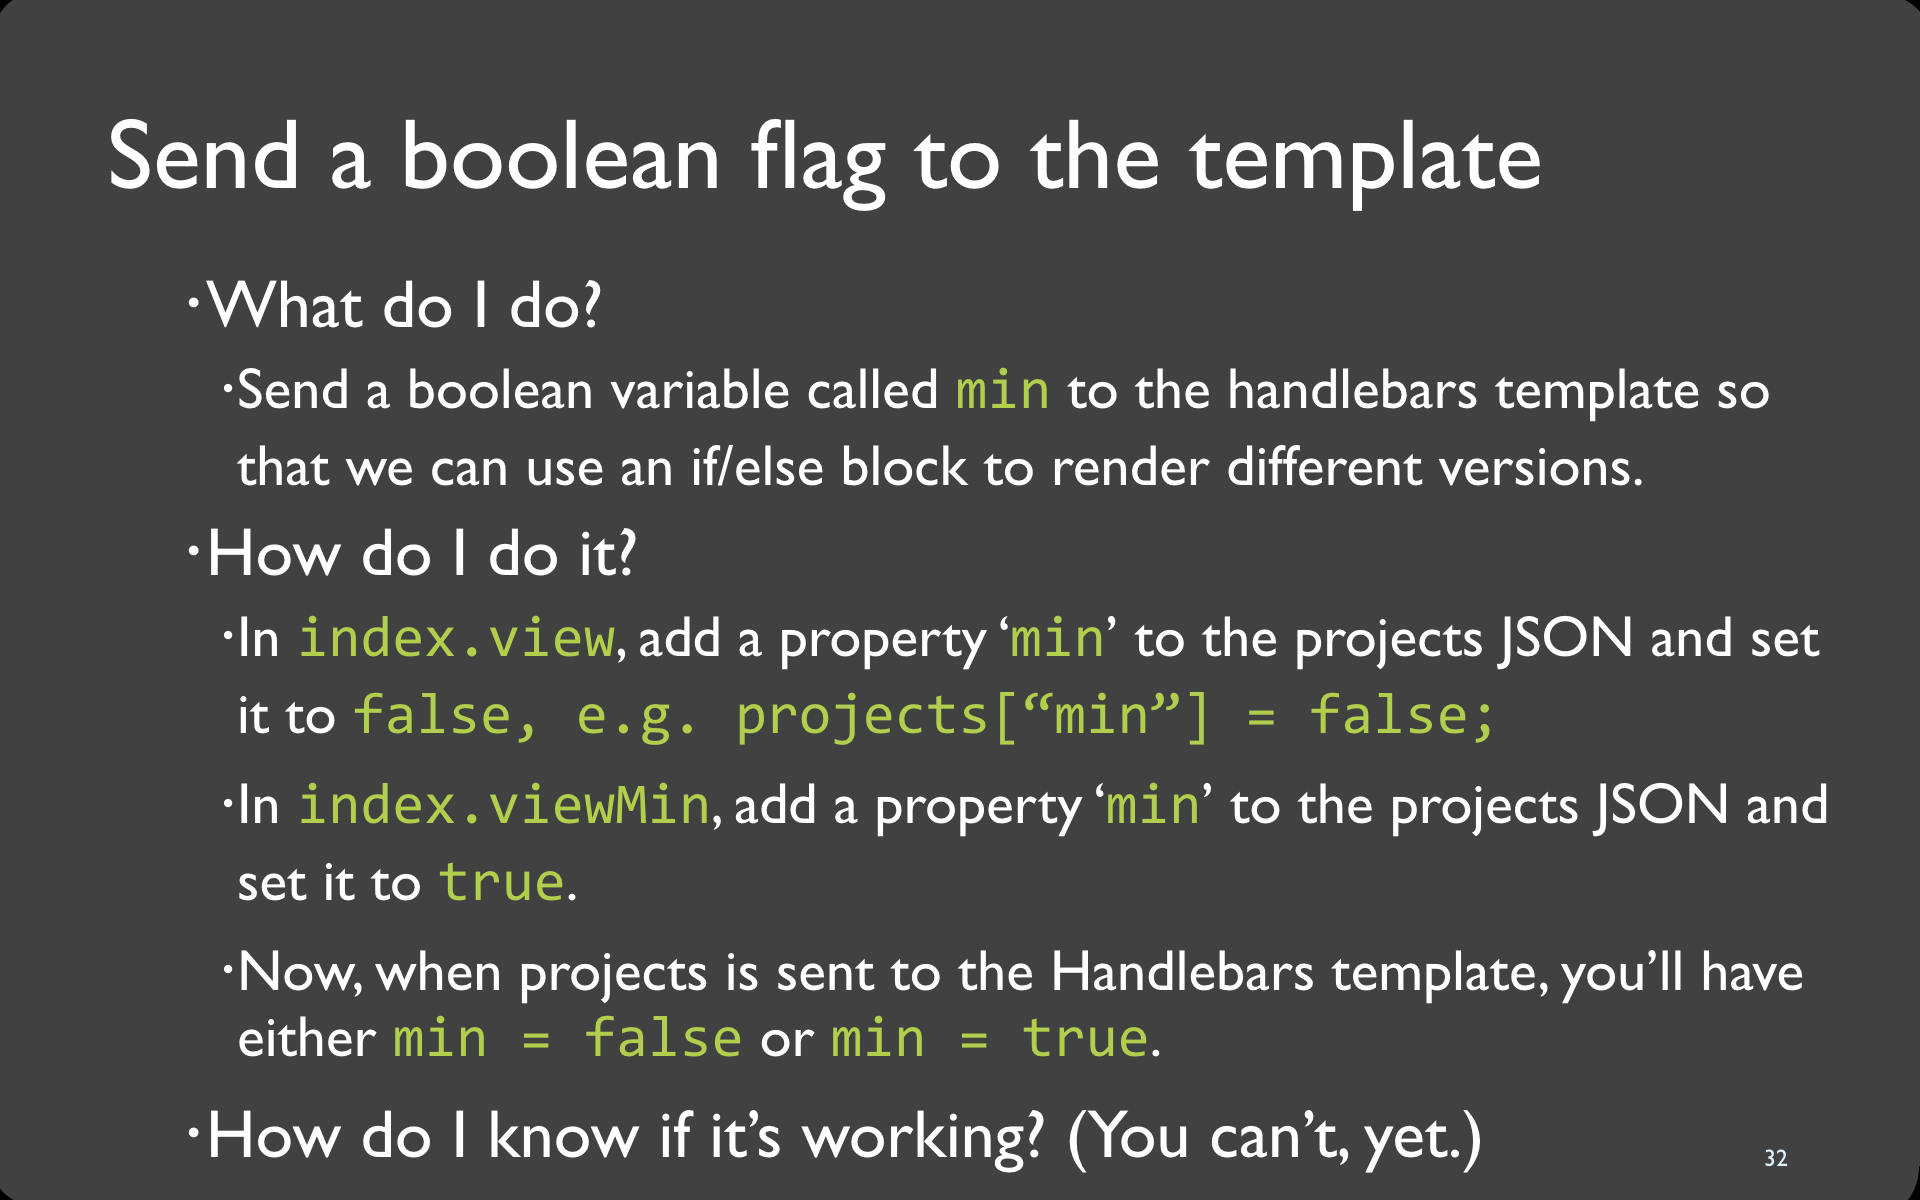 Send a boolean flag to the template
·What do I do?
·Send a boolean variable called min to the handlebars template so
that we can use an if/else block to render different versions.
·How do I do it?
·In index.view, add a property ‘min’ to the projects JSON and set
it to false, e.g. projects[“min”] = false;
·In index.viewMin, add a property ‘min’ to the projects JSON and
set it to true.
·Now, when projects is sent to the Handlebars template, you’ll have
either min = false or min = true.
·How do I know if it’s working? (You can’t, yet.)
32